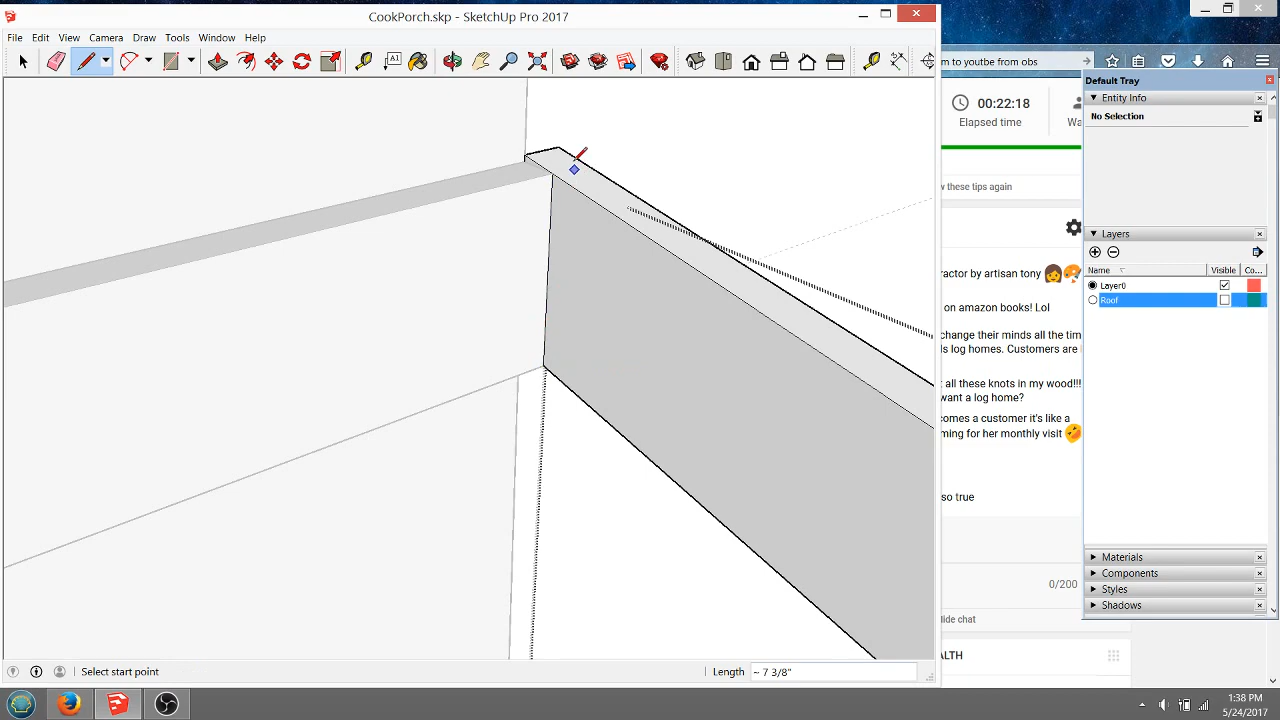 CookPorch.skp - SketchUp Pro 2017
File Edit View Camera Draw Tools Window Help
m to youtbe from obs
Default Tray
Entity Info
No Selection
00:22:18
Elapsed time
Wa
w these tips again
Layers
Name Visible Co...
Layer0
Roof
ractor by artisan tony
on amazon books! Lol
change their minds all the tim
ls log homes. Customers are l
t all these knots in my wood!!!
want a log home?
comes a customer it's like a
ming for her monthly visit
so true
Materials
Components
Styles
Shadows
0/200
lide chat
ALTH
Select start point
Length ~ 7 3/8"
1:38 PM
5/24/2017